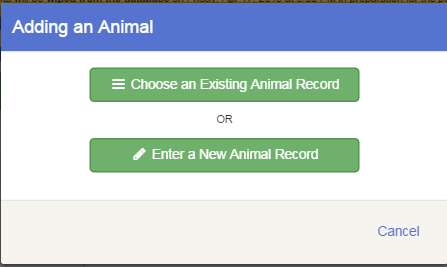 Adding an Animal
Choose an Existing Animal Record
OR
Enter a New Animal Record
Cancel